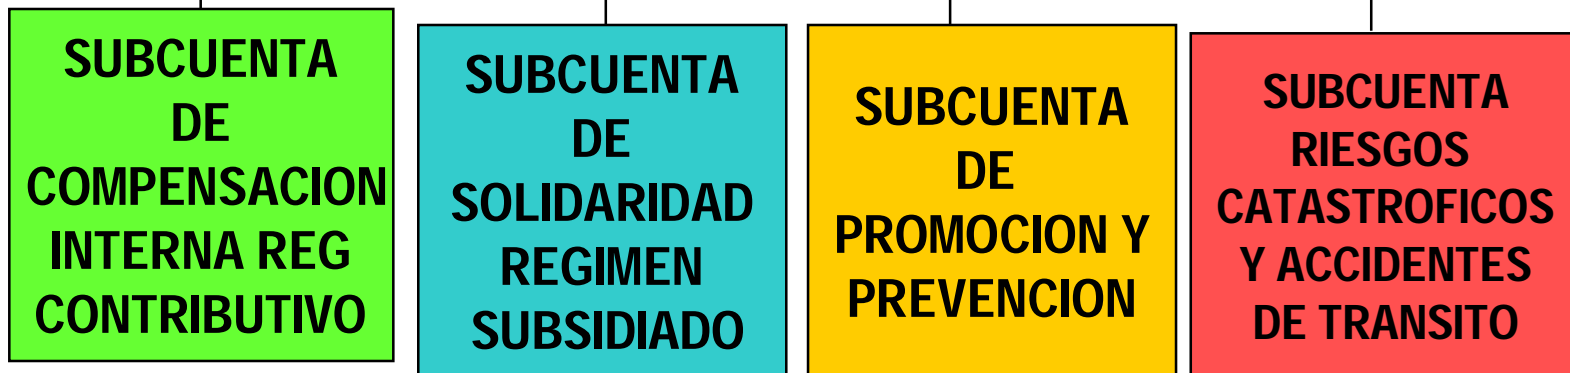 SUBCUENTA
DE
COMPENSACION
INTERNA REG
CONTRIBUTIVO
SUBCUENTA
DE
SOLIDARIDAD
REGIMEN
SUBSIDIADO
SUBCUENTA
DE
PROMOCION Y
PREVENCION
SUBCUENTA
RIESGOS
CATASTROFICOS
Y ACCIDENTES
DE TRANSITO